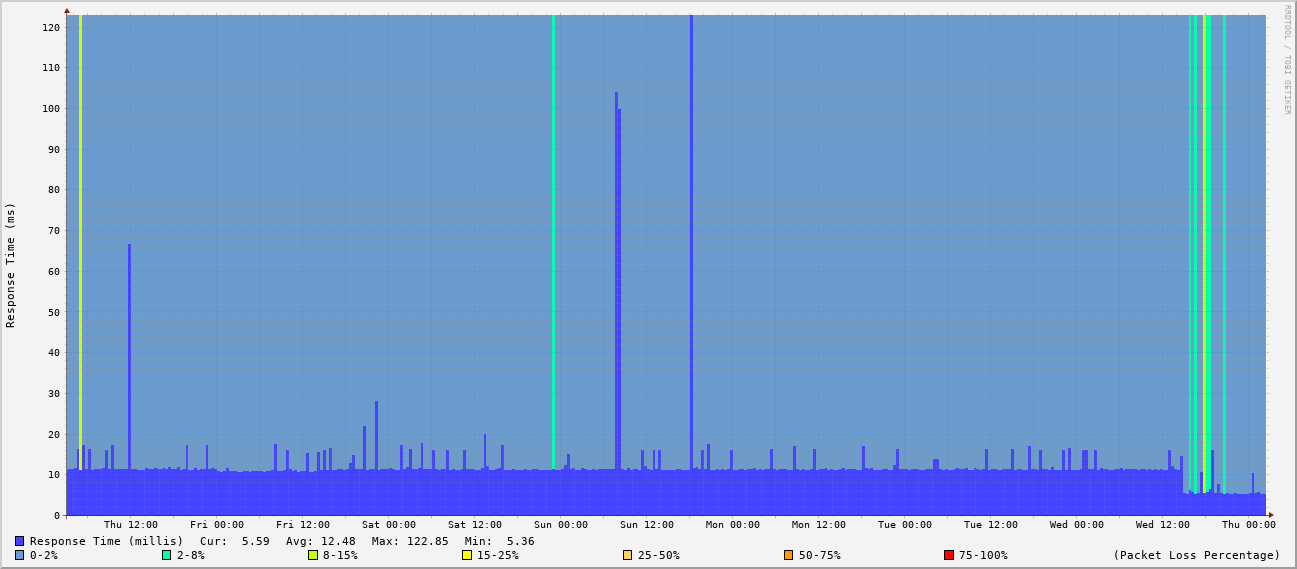 RRDTOOL / TOBI OETIKER
Response Time (ms)
120
110
100
90
80
70
60
50
40
30
20
10
0
Thu 12:00 Fri 00:00 Fri 12:00 Sat 00:00 Sat 12:00 Sun 00:00 Sun 12:00 Mon 00:00 Mon 12:00 Tue 00:00 Tue 12:00 Wed 00:00 Wed 12:00 Thu 00:00
Response Time (millis) Cur: 5.59 Avg: 12.48 Max: 122.85 Min: 5.36
0-2% 2-8% 8-15% 15-25% 25-50% 50-75% 75-100% (Packet Loss Percentage)